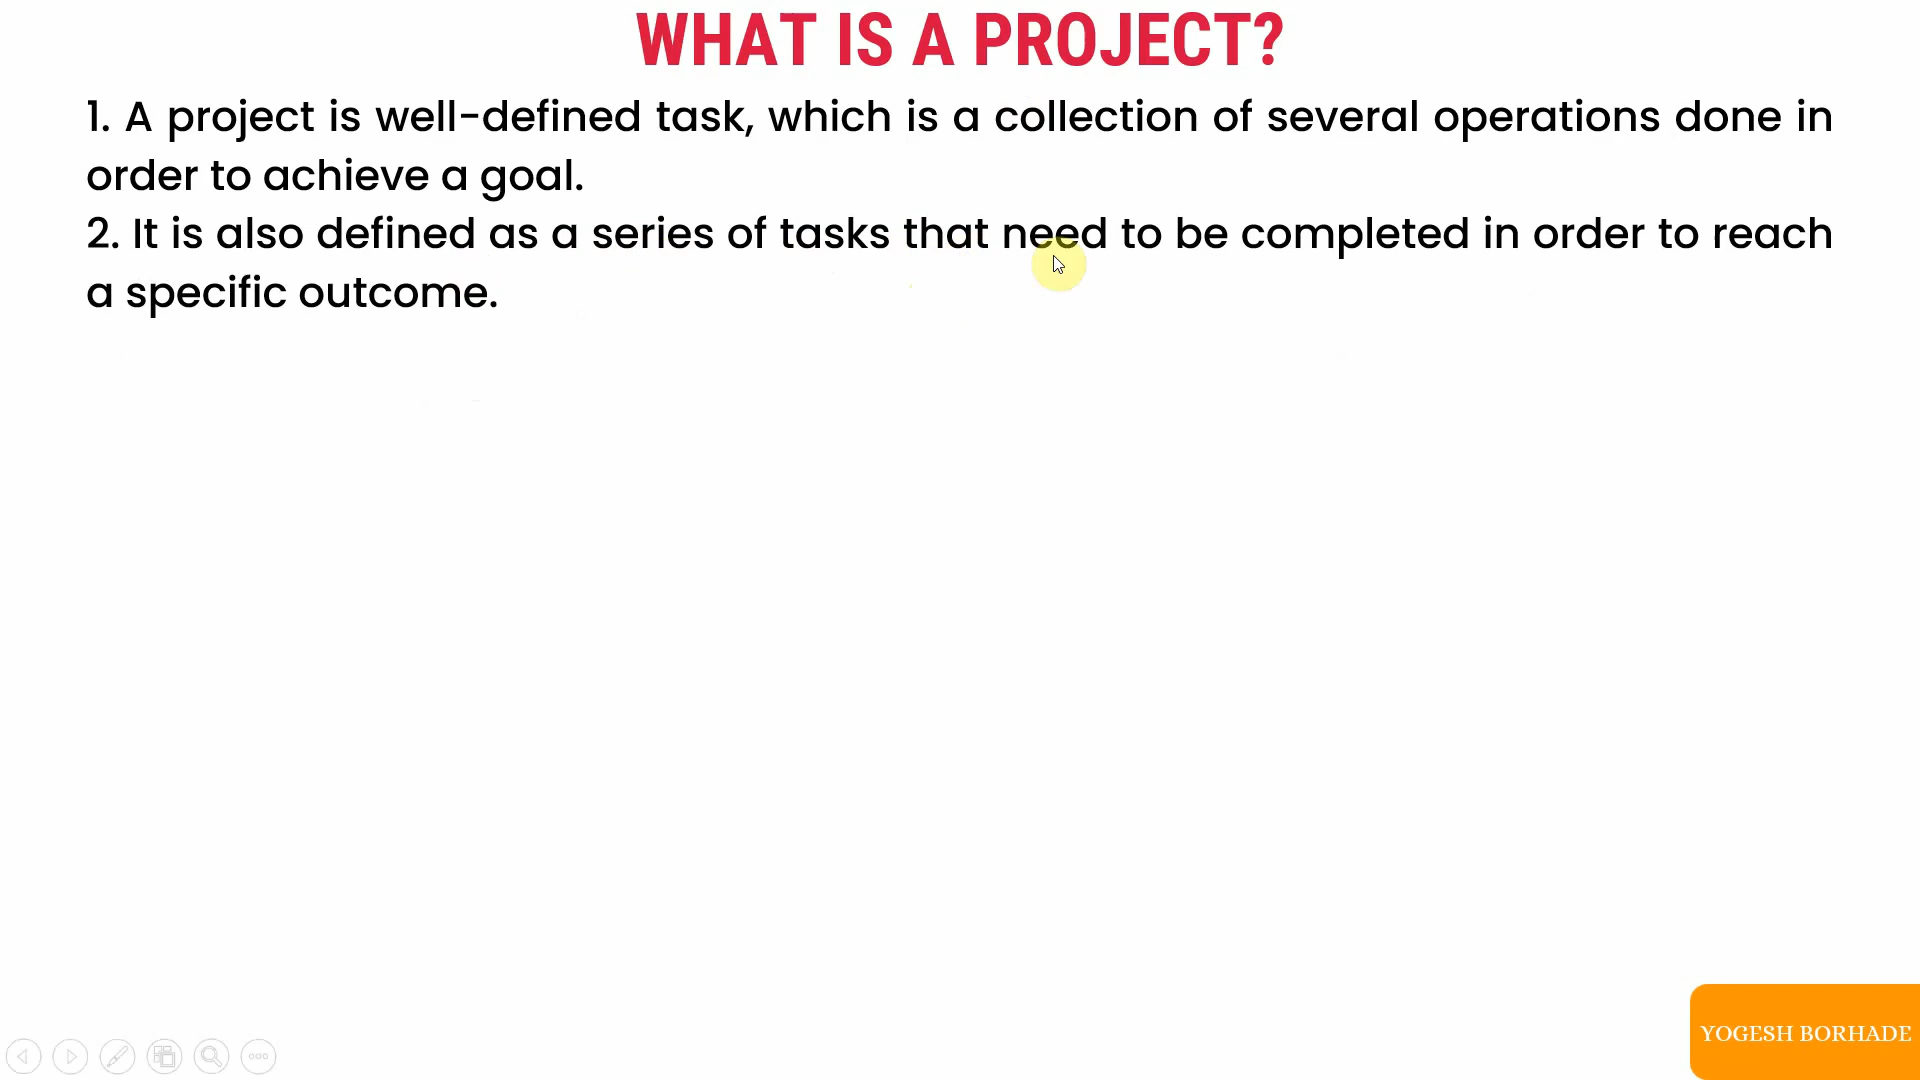 WHAT IS A PROJECT?
1. A project is well-defined task, which is a collection of several operations done in
order to achieve a goal.
2. It is also defined as a series of tasks that need to be completed in order to reach
a specific outcome.
YOGESH BORHADE